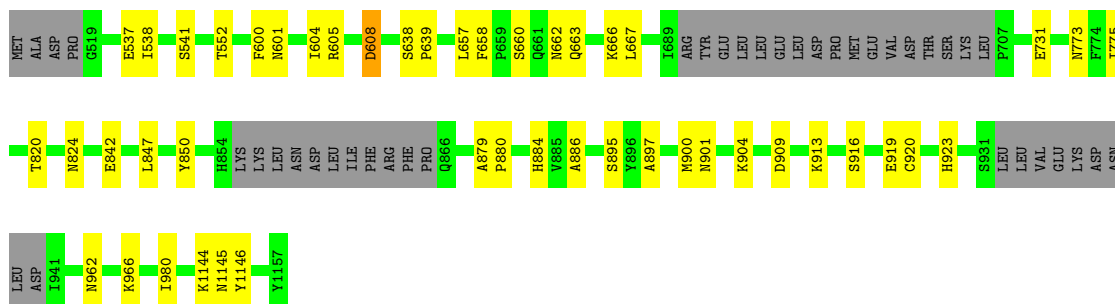 MET ALA ASP PRO G519 E537 I538 S541 T552 F600 N601 I604 R605 D608 S638 P639 L657 F658 P659 S660 Q661 N662 Q663 K666 L667 I689 ARG TYR GLU LEU LEU GLU LEU ASP PRO MET GLU VAL ASP THR SER LYS LEU P707 E731 N773 F774
T820 N824 E842 L847 Y850 H854 LYS LYS LEU ASN ASP LEU ILE PHE ARG PHE PRO Q866 A879 P880 H884 V885 A886 S895 Y896 A897 M900 N901 K904 D909 K913 S916 E919 C920 H923 S931 LEU LEU VAL GLU LYS ASP ASP ASN
LEU ASP I941 N962 K966 I980 K1144 N1145 Y1146 Y1157